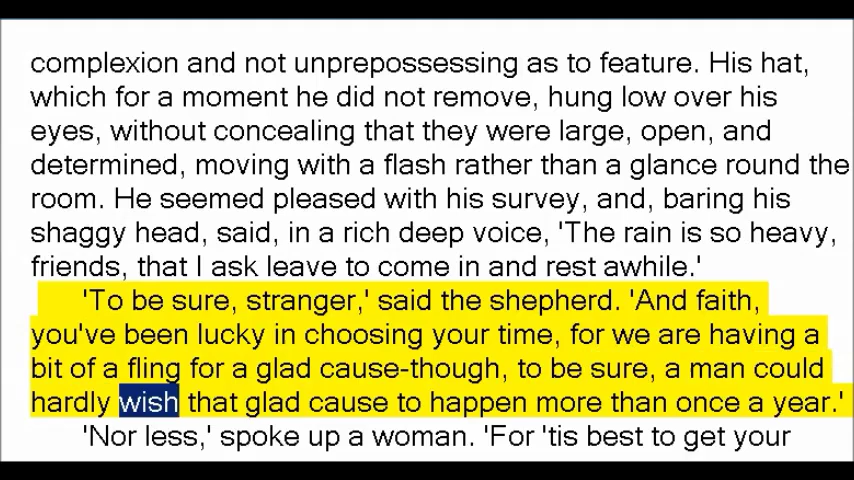 complexion and not unprepossessing as to feature. His hat,
which for a moment he did not remove, hung low over his
eyes, without concealing that they were large, open, and
determined, moving with a flash rather than a glance round the
room. He seemed pleased with his survey, and, baring his
shaggy head, said, in a rich deep voice, 'The rain is so heavy,
friends, that I ask leave to come in and rest awhile.'
'To be sure, stranger,' said the shepherd. 'And faith,
you've been lucky in choosing your time, for we are having a
bit of a fling for a glad cause-though, to be sure, a man could
hardly wish that glad cause to happen more than once a year.'
'Nor less,' spoke up a woman. 'For 'tis best to get your